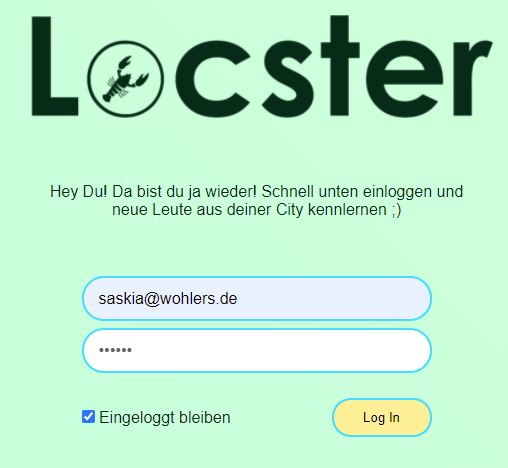 Locster
Hey Du! Da bist du ja wieder! Schnell unten einloggen und
neue Leute aus deiner City kennlernen ;)
saskia@wohlers.de
••••••
Eingeloggt bleiben
Log In